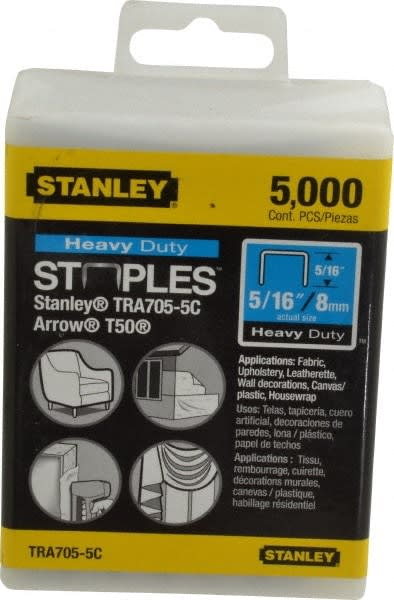 STANLEY®
5,000
Cont. PCS/Piezas
Heavy Duty
STAPLES™
Stanley® TRA705-5C
Arrow® T50®
5/16"
5/16"/8mm
actual size
Heavy Duty
™
Applications: Fabric,
Upholstery, Leatherette,
Wall decorations, Canvas/
plastic, Housewrap
Usos: Telas, tapicería, cuero
artificial, decoraciones de
paredes, lona / plástico,
papel de techos
Applications : Tissu,
rembourrage, cuirette,
décorations murales,
canevas / plastique,
habillage résidentiel
TRA705-5C
STANLEY®